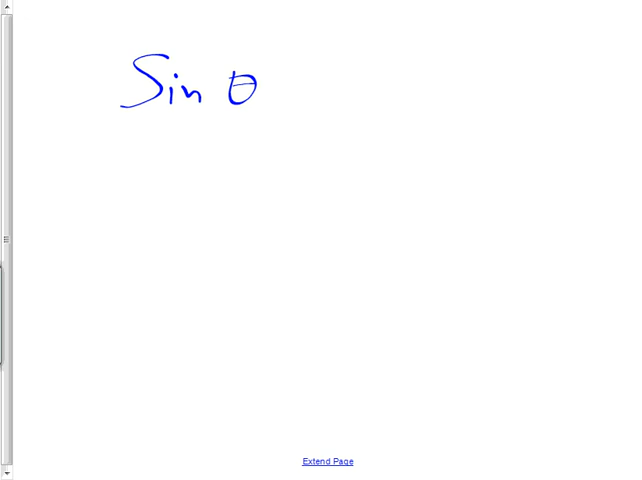 Sin θ
Extend Page